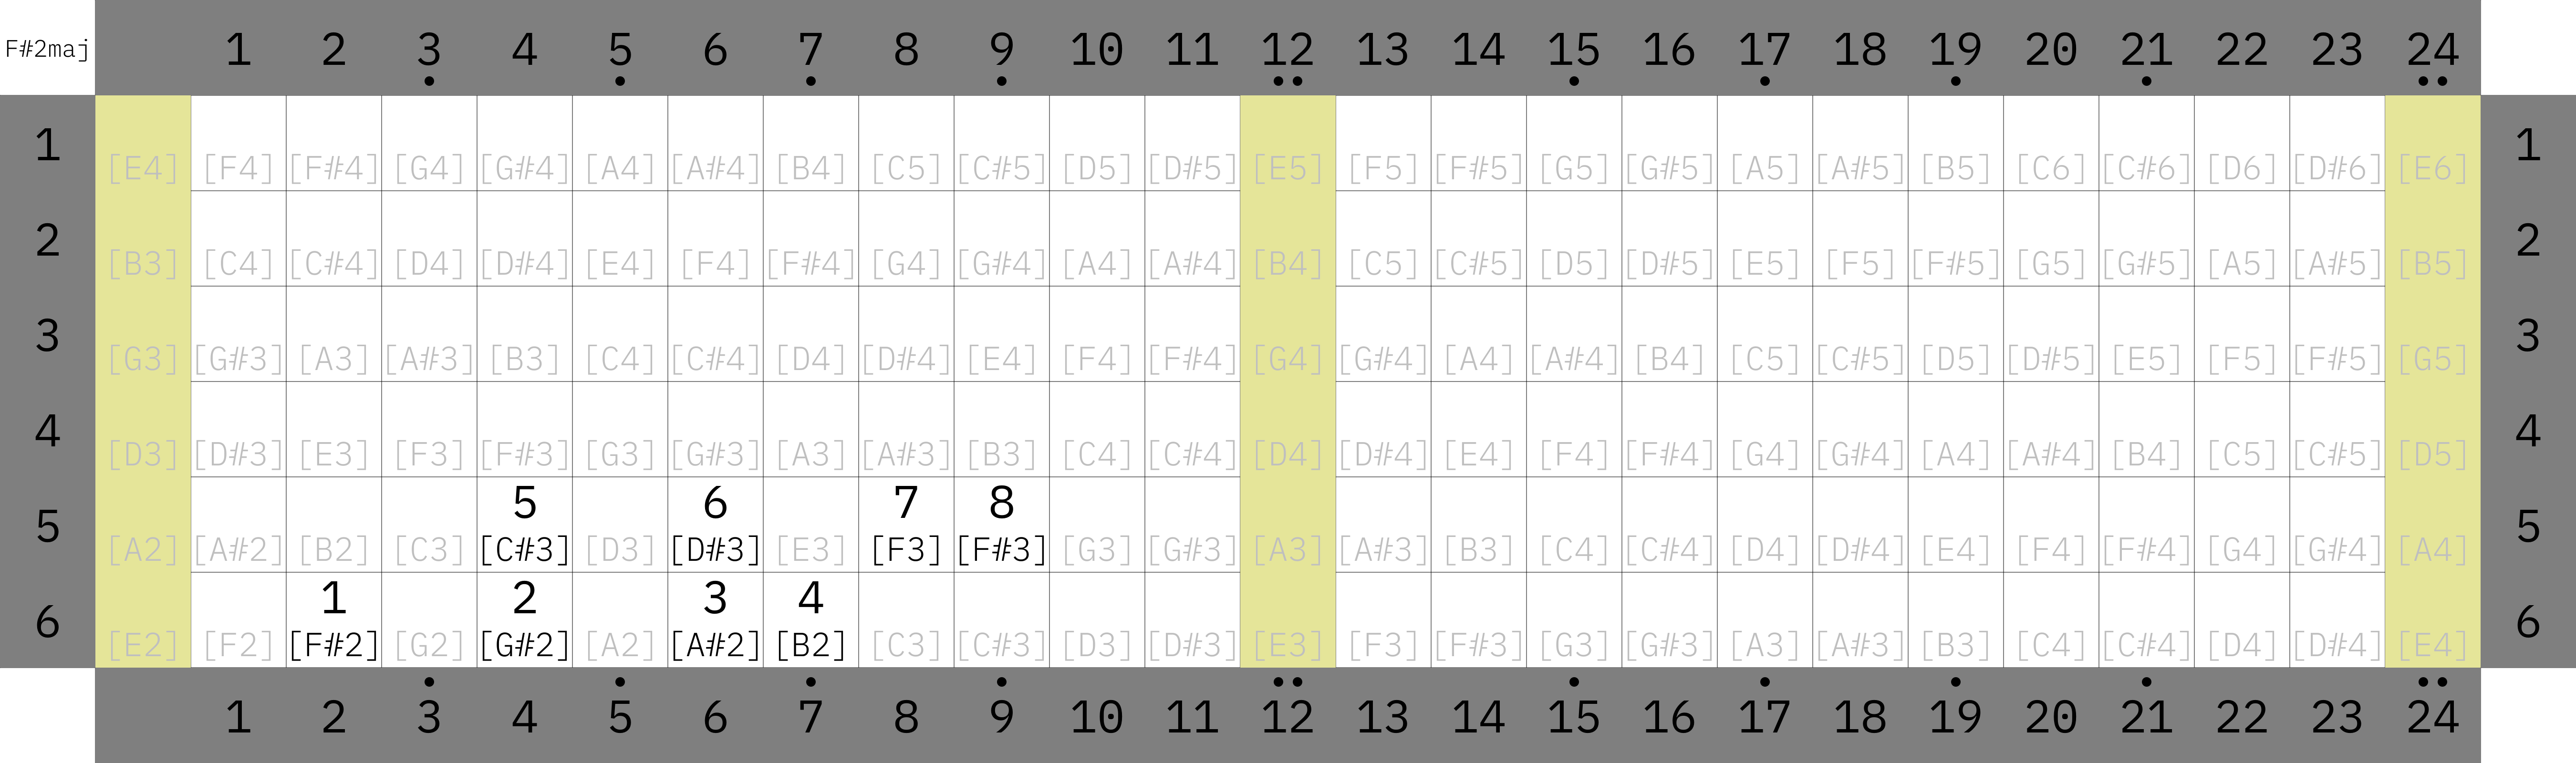 F#2maj 1 2 3 4 5 6 7 8 9 10 11 12 13 14 15 16 17 18 19 20 21 22 23 24
1 [E4] [F4] [F#4] [G4] [G#4] [A4] [A#4] [B4] [C5] [C#5] [D5] [D#5] [E5] [F5] [F#5] [G5] [G#5] [A5] [A#5] [B5] [C6] [C#6] [D6] [D#6] [E6] 1
2 [B3] [C4] [C#4] [D4] [D#4] [E4] [F4] [F#4] [G4] [G#4] [A4] [A#4] [B4] [C5] [C#5] [D5] [D#5] [E5] [F5] [F#5] [G5] [G#5] [A5] [A#5] [B5] 2
3 [G3] [G#3] [A3] [A#3] [B3] [C4] [C#4] [D4] [D#4] [E4] [F4] [F#4] [G4] [G#4] [A4] [A#4] [B4] [C5] [C#5] [D5] [D#5] [E5] [F5] [F#5] [G5] 3
4 [D3] [D#3] [E3] [F3] [F#3] [G3] [G#3] [A3] [A#3] [B3] [C4] [C#4] [D4] [D#4] [E4] [F4] [F#4] [G4] [G#4] [A4] [A#4] [B4] [C5] [C#5] [D5] 4
5 6 7 8
5 [A2] [A#2] [B2] [C3] [C#3] [D3] [D#3] [E3] [F3] [F#3] [G3] [G#3] [A3] [A#3] [B3] [C4] [C#4] [D4] [D#4] [E4] [F4] [F#4] [G4] [G#4] [A4] 5
1 2 3 4
6 [E2] [F2] [F#2] [G2] [G#2] [A2] [A#2] [B2] [C3] [C#3] [D3] [D#3] [E3] [F3] [F#3] [G3] [G#3] [A3] [A#3] [B3] [C4] [C#4] [D4] [D#4] [E4] 6
1 2 3 4 5 6 7 8 9 10 11 12 13 14 15 16 17 18 19 20 21 22 23 24